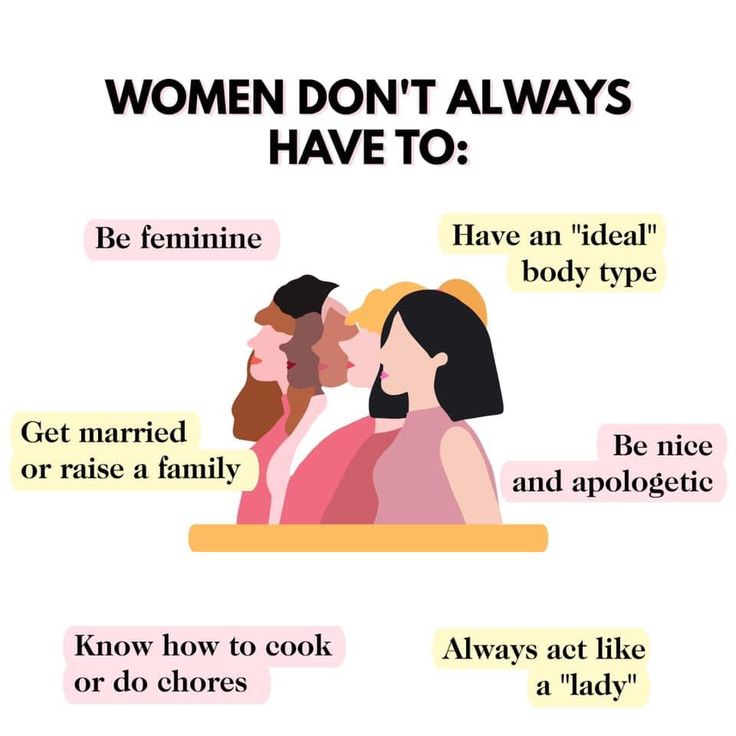 WOMEN DON'T ALWAYS
HAVE TO:
Be feminine
Have an "ideal"
body type
Get married
or raise a family
Be nice
and apologetic
Know how to cook
or do chores
Always act like
a "lady"